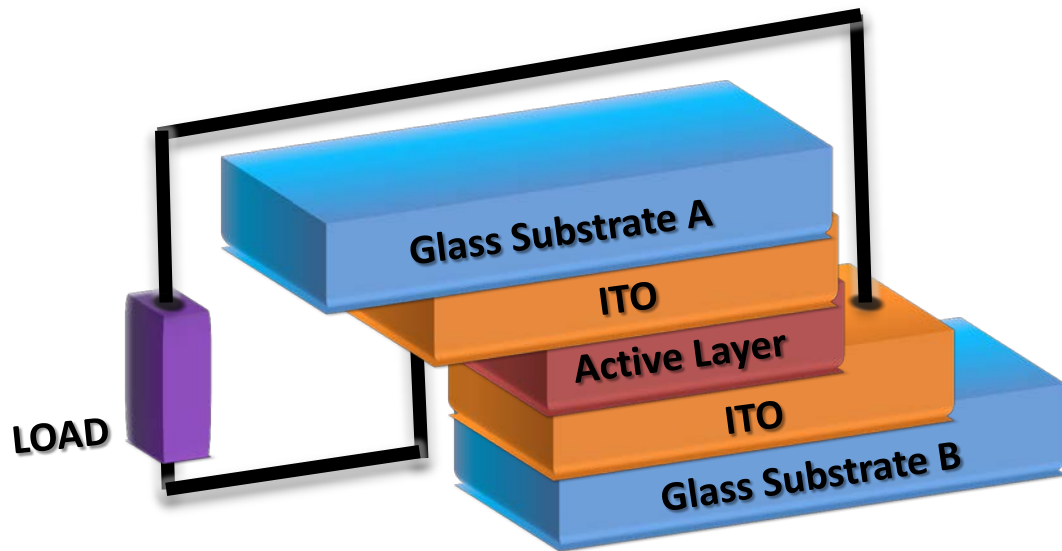 Glass Substrate A
ITO
Active Layer
ITO
LOAD
Glass Substrate B